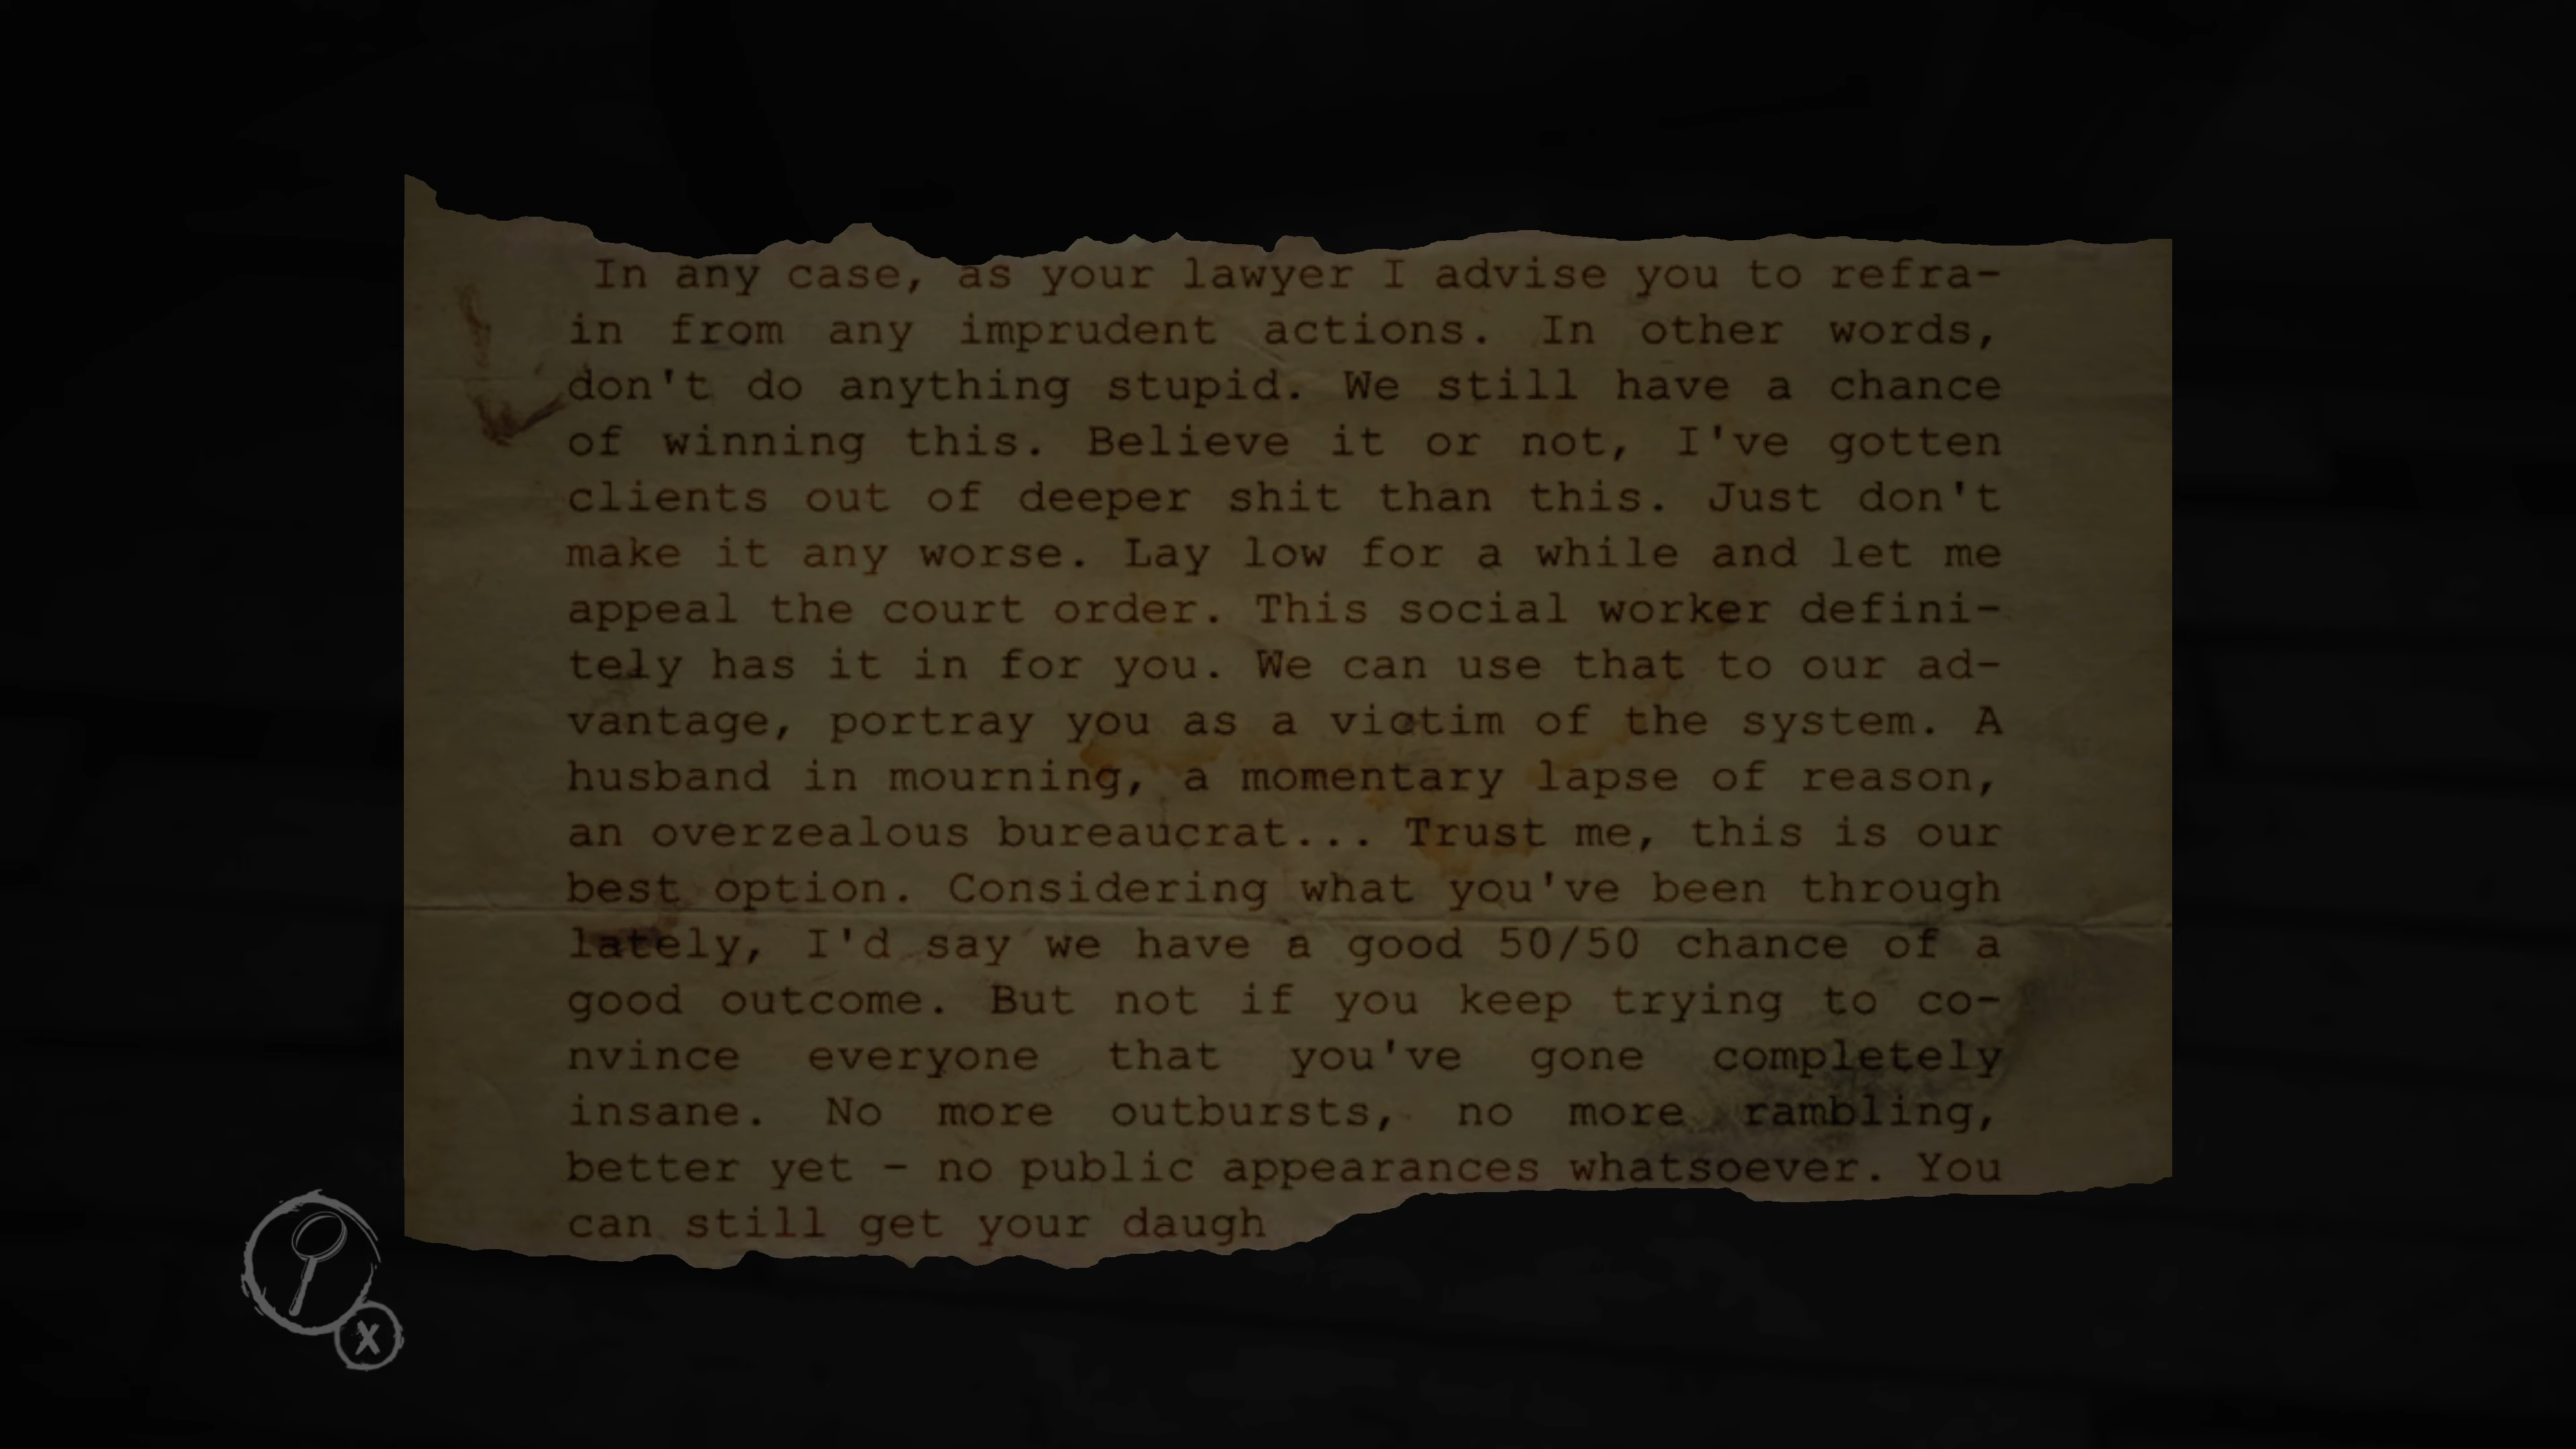 In any case, as your lawyer I advise you to refra-
in from any imprudent actions. In other words,
don't do anything stupid. We still have a chance
of winning this. Believe it or not, I've gotten
clients out of deeper shit than this. Just don't
make it any worse. Lay low for a while and let me
appeal the court order. This social worker defini-
tely has it in for you. We can use that to our ad-
vantage, portray you as a victim of the system. A
husband in mourning, a momentary lapse of reason,
an overzealous bureaucrat... Trust me, this is our
best option. Considering what you've been through
lately, I'd say we have a good 50/50 chance of a
good outcome. But not if you keep trying to co-
nvince everyone that you've gone completely
insane. No more outbursts, no more rambling,
better yet - no public appearances whatsoever. You
can still get your daugh
X